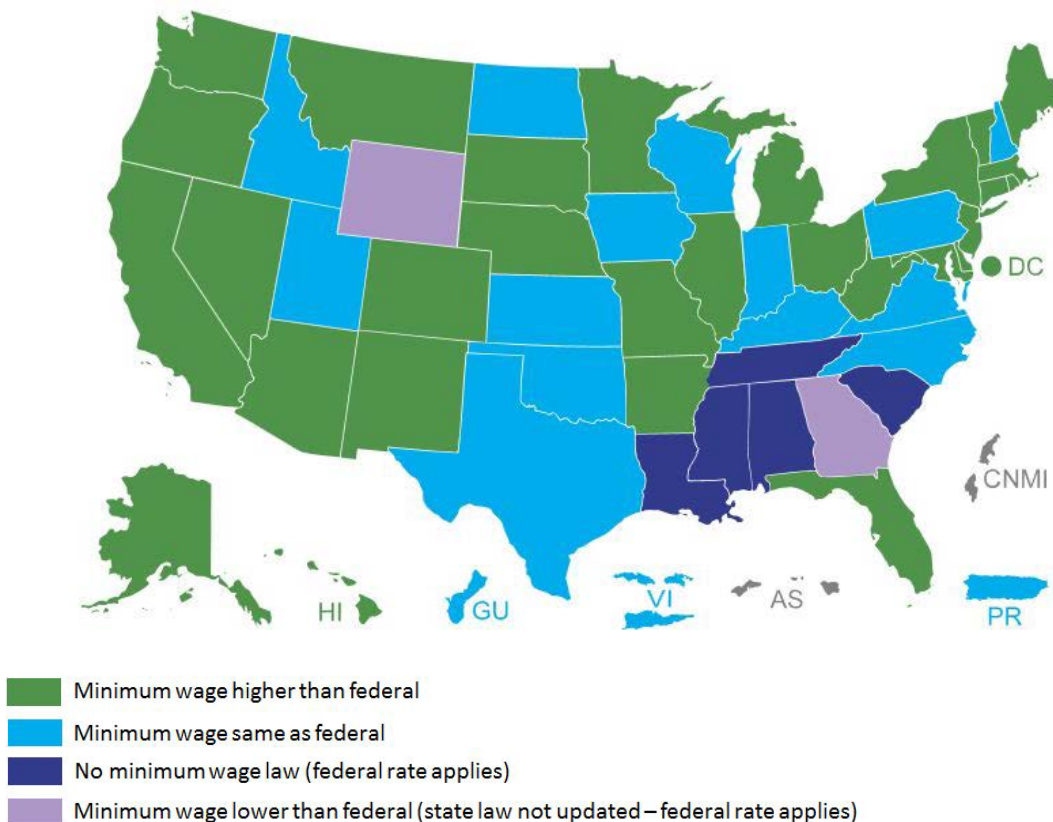 DC
CNMI
HI
GU
VI
AS
PR
Minimum wage higher than federal
Minimum wage same as federal
No minimum wage law (federal rate applies)
Minimum wage lower than federal (state law not updated – federal rate applies)